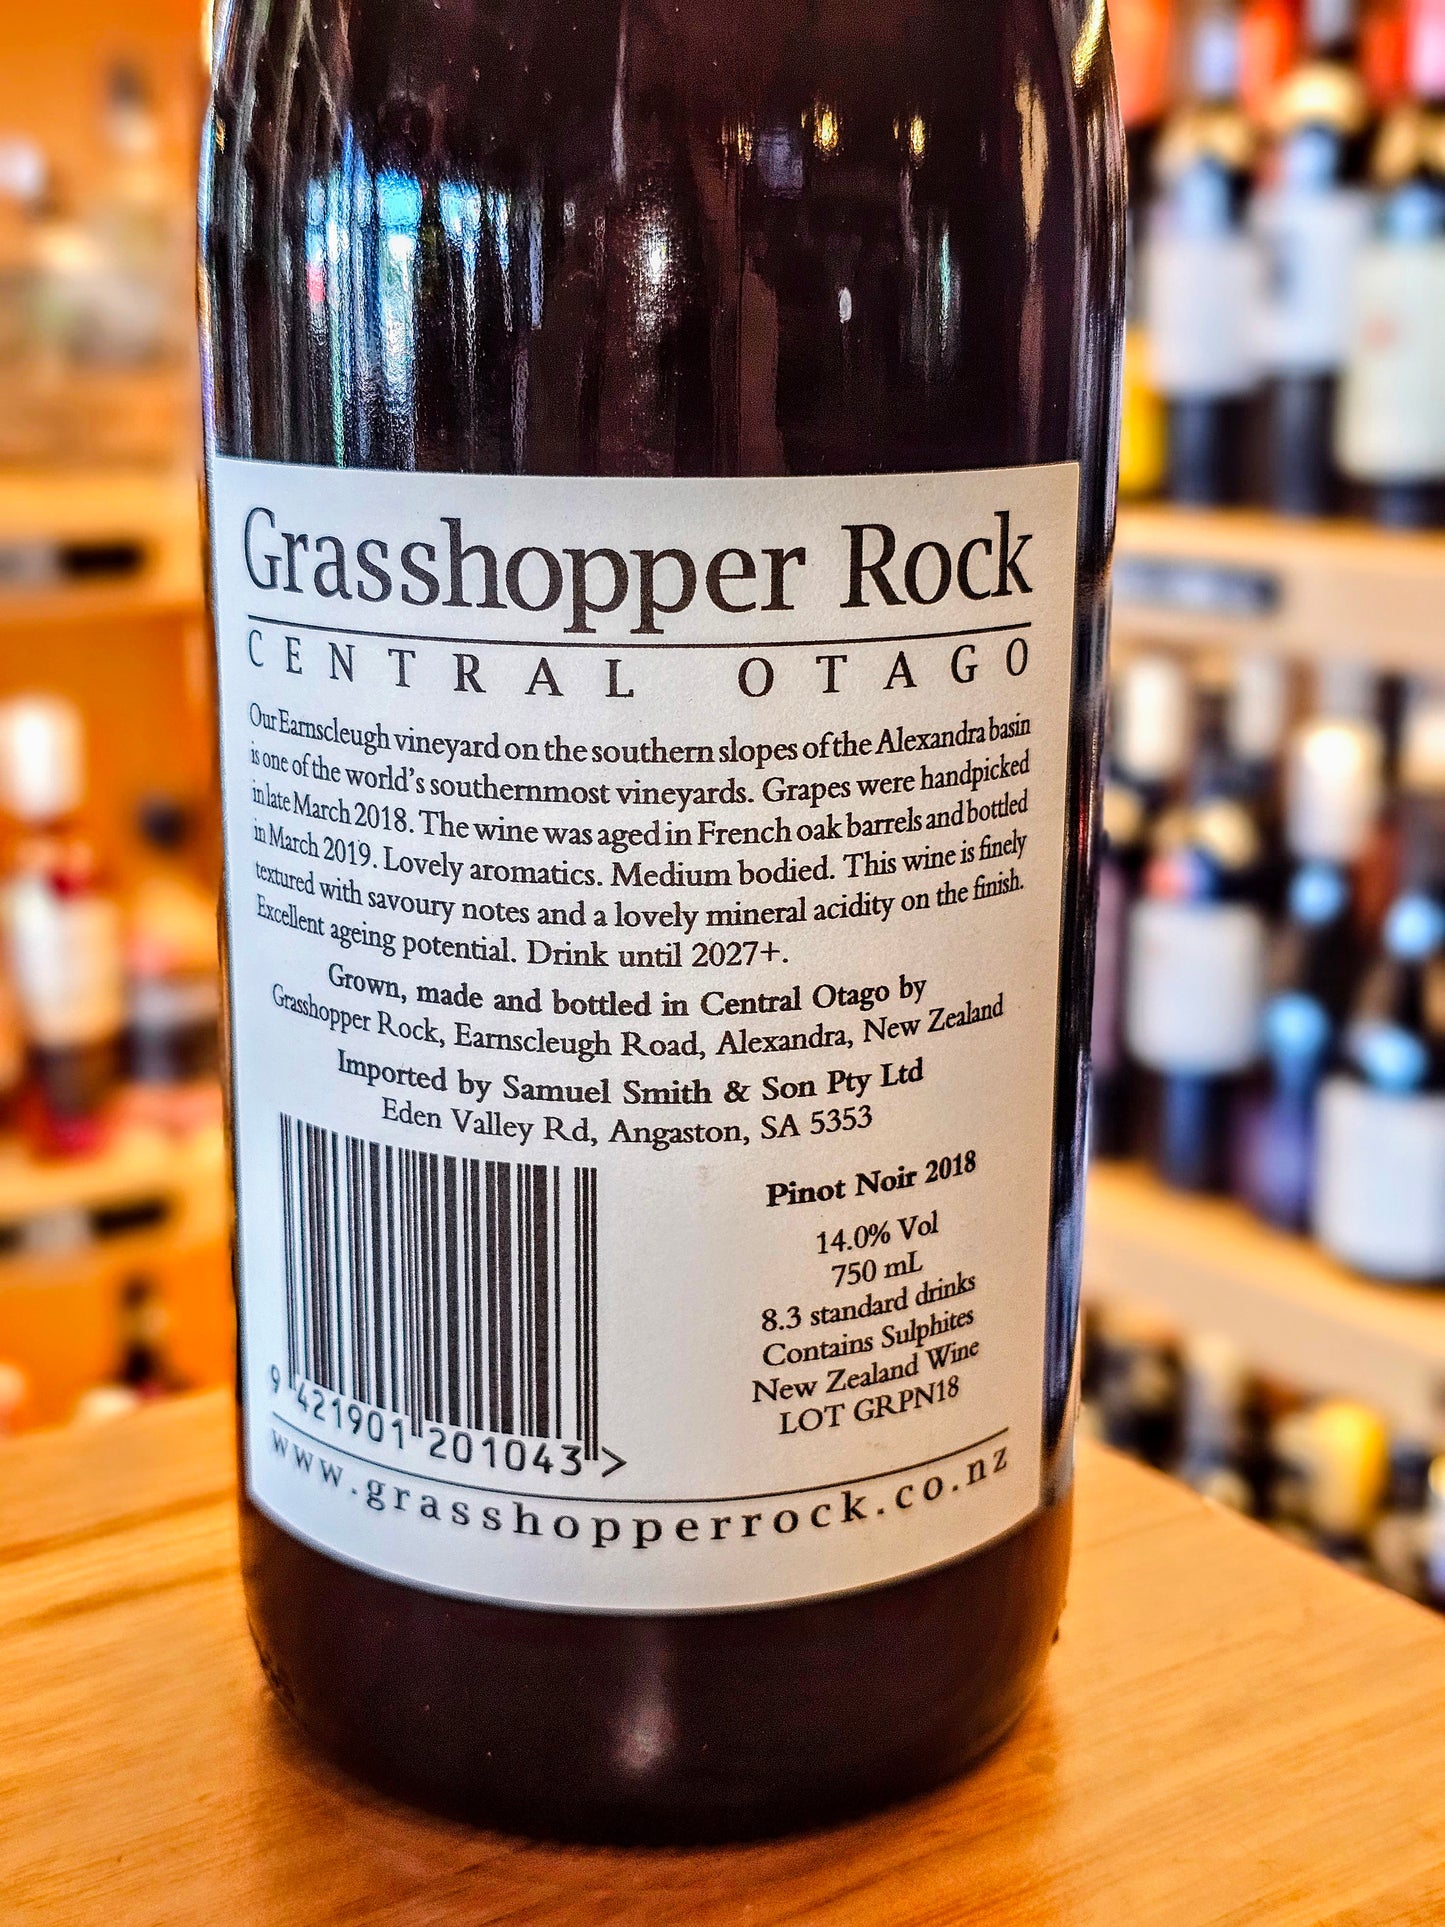 Grasshopper Rock
CENTRAL OTAGO
Our Earnscleugh vineyard on the southern slopes of the Alexandra basin
is one of the world's southernmost vineyards. Grapes were handpicked
in late March 2018. The wine was aged in French oak barrels and bottled
in March 2019. Lovely aromatics. Medium bodied. This wine is finely
textured with savoury notes and a lovely mineral acidity on the finish.
Excellent ageing potential. Drink until 2027+.
Grown, made and bottled in Central Otago by
Grasshopper Rock, Earnscleugh Road, Alexandra, New Zealand
Imported by Samuel Smith & Son Pty Ltd
Eden Valley Rd, Angaston, SA 5353
Pinot Noir 2018
14.0% Vol
750 mL
8.3 standard drinks
Contains Sulphites
New Zealand Wine
LOT GRPN18
9 421901 201043 >
www.grasshopperrock.co.nz